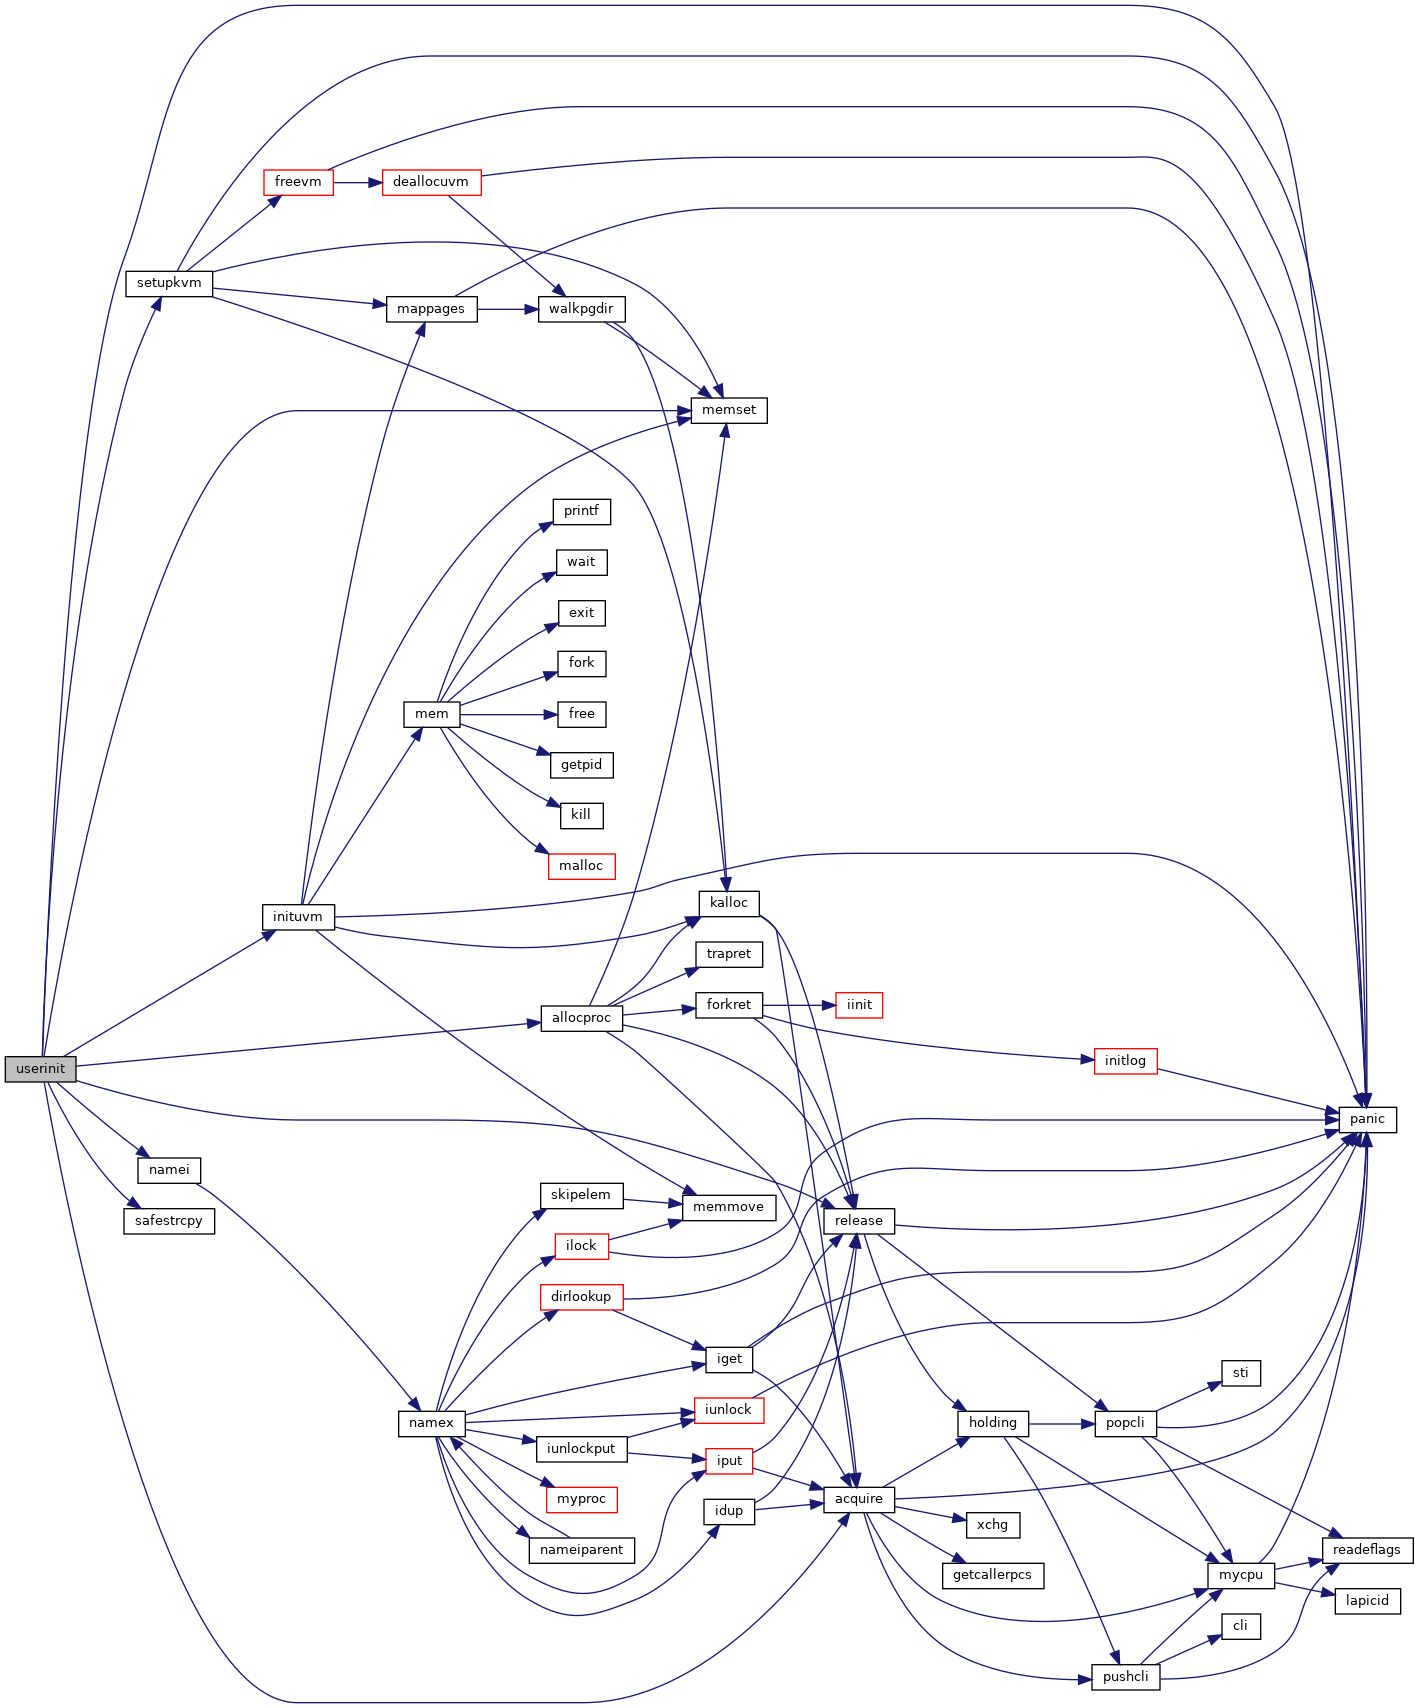 freevm
deallocuvm
setupkvm
mappages
walkpgdir
memset
printf
wait
exit
fork
mem
free
getpid
kill
malloc
kalloc
inituvm
trapret
forkret
iinit
allocproc
initlog
userinit
panic
namei
skipelem
safestrcpy
memmove
release
ilock
dirlookup
iget
sti
iunlock
namex
holding
popcli
iunlockput
iput
myproc
acquire
idup
xchg
nameiparent
readeflags
getcallerpcs
mycpu
lapicid
cli
pushcli